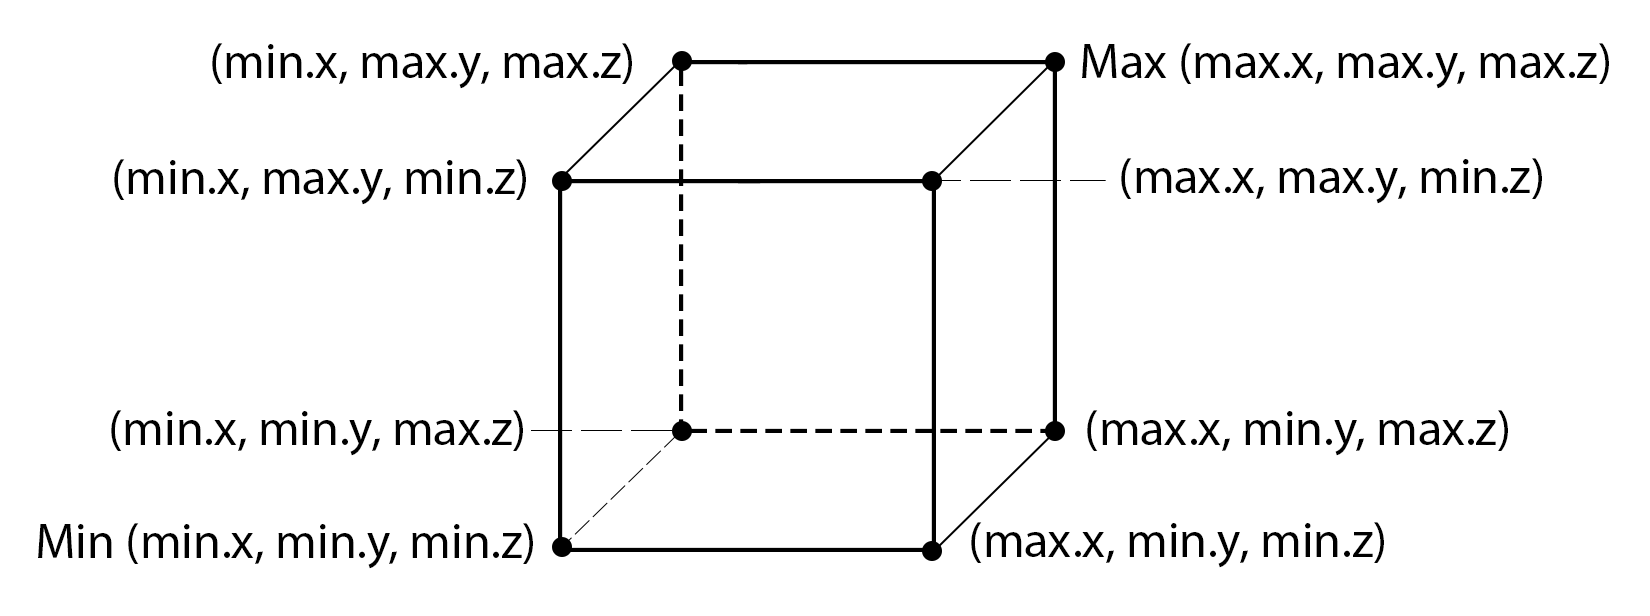 (min.x, max.y, max.z)
Max (max.x, max.y, max.z)
(min.x, max.y, min.z)
(max.x, max.y, min.z)
(min.x, min.y, max.z)
(max.x, min.y, max.z)
Min (min.x, min.y, min.z)
(max.x, min.y, min.z)